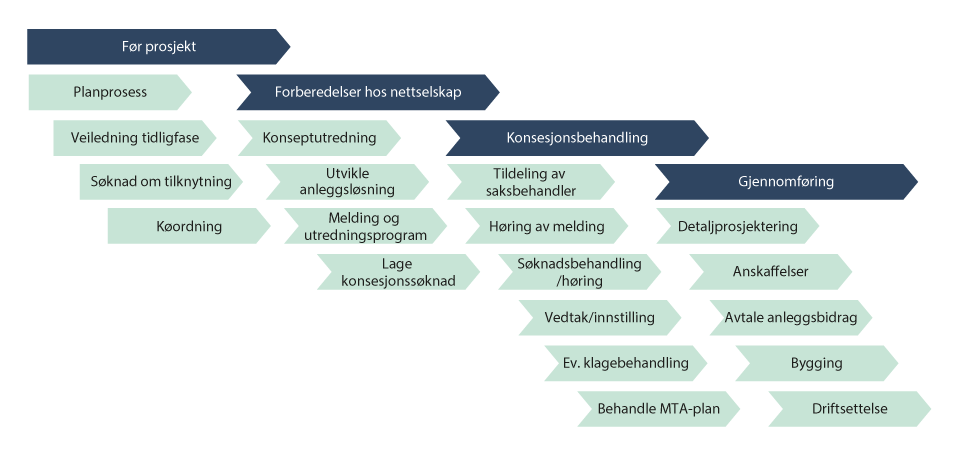 Før prosjekt
Planprosess
Forberedelser hos nettselskap
Veiledning tidligfase
Konseptutredning
Konsesjonsbehandling
Søknad om tilknytning
Utvikle
anleggsløsning
Tildeling av
saksbehandler
Gjennomføring
Køordning
Melding og
utredningsprogram
Høring av melding
Detaljprosjektering
Lage
konsesjonssøknad
Søknadsbehandling
/høring
Anskaffelser
Vedtak/innstilling
Avtale anleggsbidrag
Ev. klagebehandling
Bygging
Behandle MTA-plan
Driftsettelse